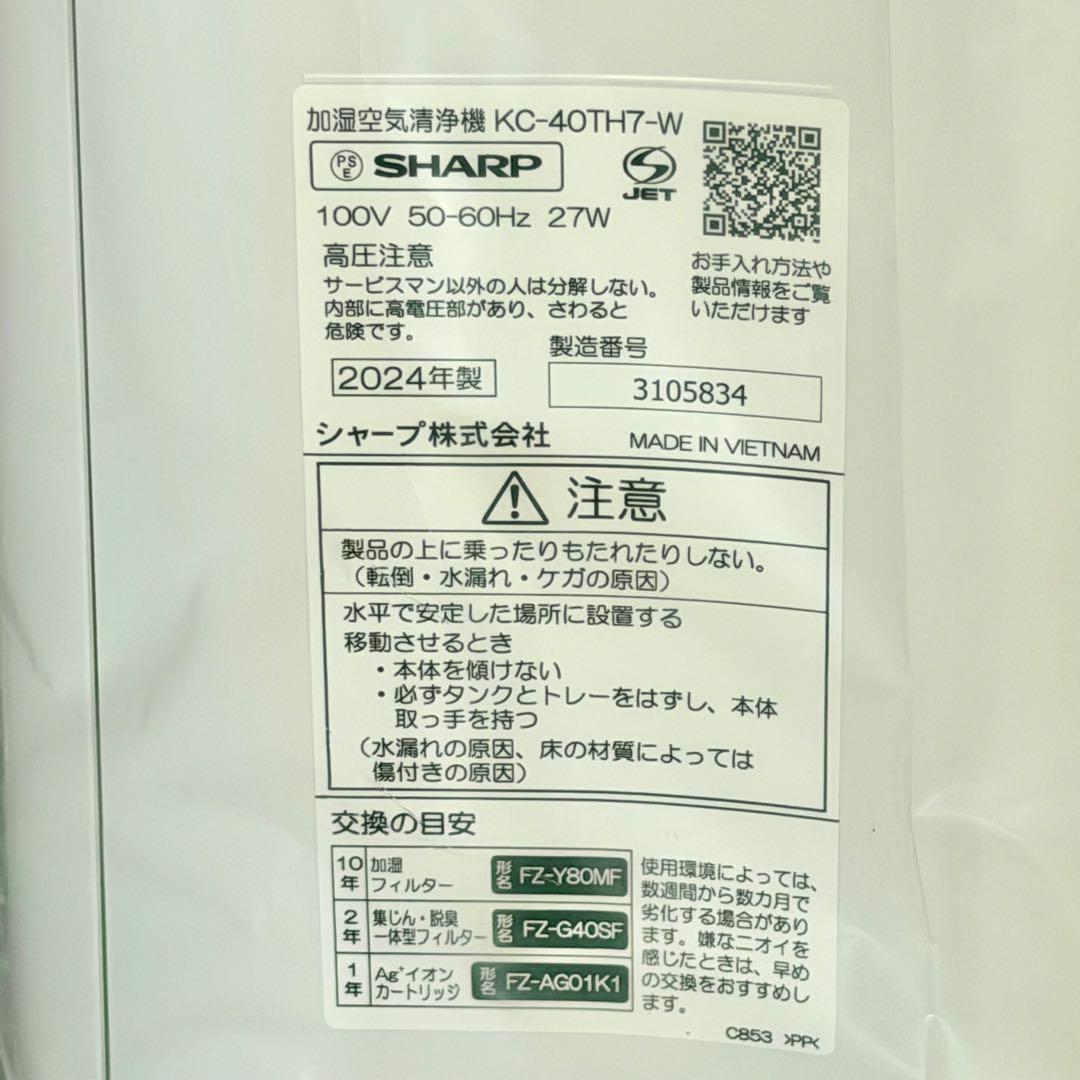 加湿空気清浄機 KC-40TH7-W
PSE SHARP
JET
100V 50-60Hz 27W
お手入れ方法や
製品情報をご覧
いただけます
高圧注意
サービスマン以外の人は分解しない。
内部に高電圧部があり、さわると
危険です。
製造番号
2024年製
3105834
シャープ株式会社
MADE IN VIETNAM
注意
製品の上に乗ったりもたれたりしない。
（転倒・水漏れ・ケガの原因）
水平で安定した場所に設置する
移動させるとき
・本体を傾けない
・必ずタンクとトレーをはずし、本体
取っ手を持つ
（水漏れの原因、床の材質によっては
傷付きの原因）
交換の目安
10年 加湿
フィルター 形名 FZ-Y80MF
2年 集じん・脱臭
一体型フィルター 形名 FZ-G40SF
1年 Ag+イオン
カートリッジ 形名 FZ-AG01K1
使用環境によっては、
数週間から数カ月で
劣化する場合があり
ます。嫌なニオイを
感じたときは、早め
の交換をおすすめし
ます。
C853 >PP<